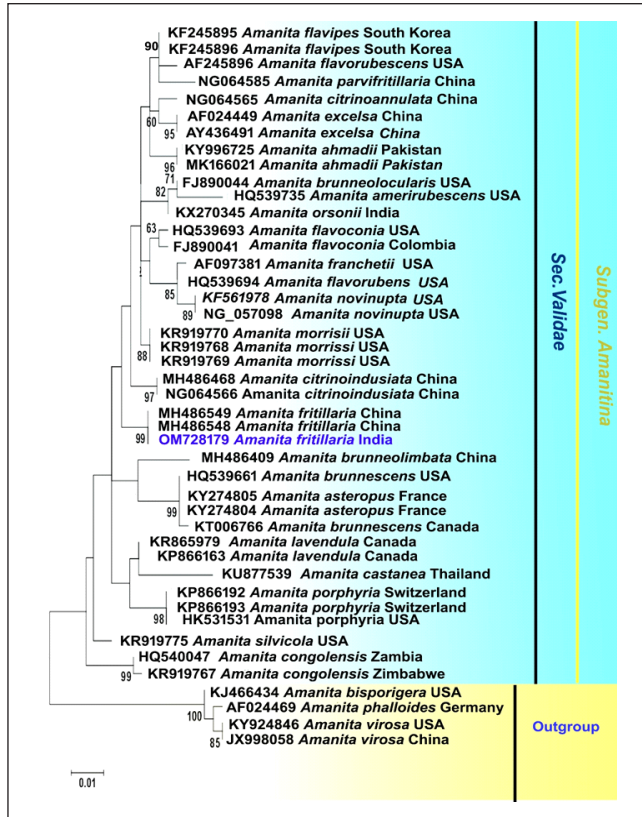 KF245895 Amanita flavipes South Korea
90
KF245896 Amanita flavipes South Korea
AF245896 Amanita flavorubescens USA
NG064585 Amanita parvifritillaria China
NG064565 Amanita citrinoannulata China
60
AF024449 Amanita excelsa China
95
AY436491 Amanita excelsa China
KY996725 Amanita ahmadii Pakistan
96
MK166021 Amanita ahmadii Pakistan
71
FJ890044 Amanita brunneolocularis USA
82
HQ539735 Amanita amerirubescens USA
KX270345 Amanita orsonii India
63
HQ539693 Amanita flavoconia USA
FJ890041 Amanita flavoconia Colombia
AF097381 Amanita franchetii USA
HQ539694 Amanita flavorubens USA
85
KF561978 Amanita novinupta USA
89
NG_057098 Amanita novinupta USA
KR919770 Amanita morrisii USA
KR919768 Amanita morrissi USA
88
KR919769 Amanita morrissi USA
MH486468 Amanita citrinoindusiata China
97
NG064566 Amanita citrinoindusiata China
MH486549 Amanita fritillaria China
MH486548 Amanita fritillaria China
99
OM728179 Amanita fritillaria India
MH486409 Amanita brunneolimbata China
HQ539661 Amanita brunnescens USA
KY274805 Amanita asteropus France
99
KY274804 Amanita asteropus France
KT006766 Amanita brunnescens Canada
KR865979 Amanita lavendula Canada
KP866163 Amanita lavendula Canada
KU877539 Amanita castanea Thailand
KP866192 Amanita porphyria Switzerland
KP866193 Amanita porphyria Switzerland
98
HK531531 Amanita porphyria USA
KR919775 Amanita silvicola USA
HQ540047 Amanita congolensis Zambia
99
KR919767 Amanita congolensis Zimbabwe
KJ466434 Amanita bisporigera USA
100
AF024469 Amanita phalloides Germany
KY924846 Amanita virosa USA
85
JX998058 Amanita virosa China
0.01
Sec.Validae
Subgen. Amanitina
Outgroup